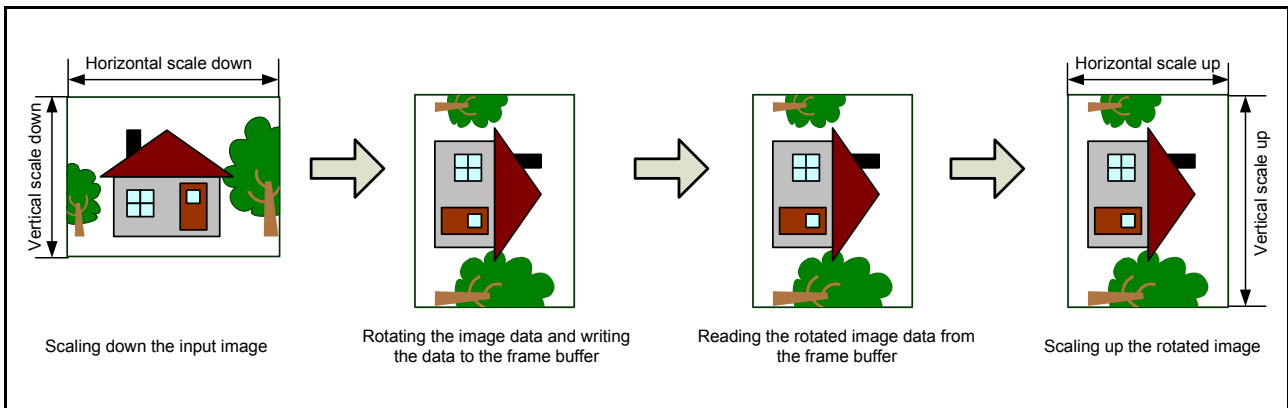 Horizontal scale down
Vertical scale down
Horizontal scale up
Vertical scale up
Scaling down the input image
Rotating the image data and writing
the data to the frame buffer
Reading the rotated image data from
the frame buffer
Scaling up the rotated image